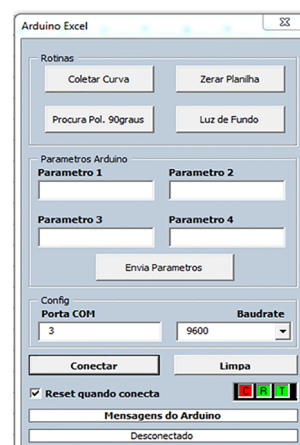 Arduino Excel
Rotinas
Coletar Curva Zerar Planilha
Procura Pol. 90graus Luz de Fundo
Parametros Arduino
Parametro 1 Parametro 2
Parametro 3 Parametro 4
Envia Parametros
Config
Porta COM Baudrate
3 9600
Conectar Limpa
Reset quando conecta C R T
Mensagens do Arduino
Desconectado